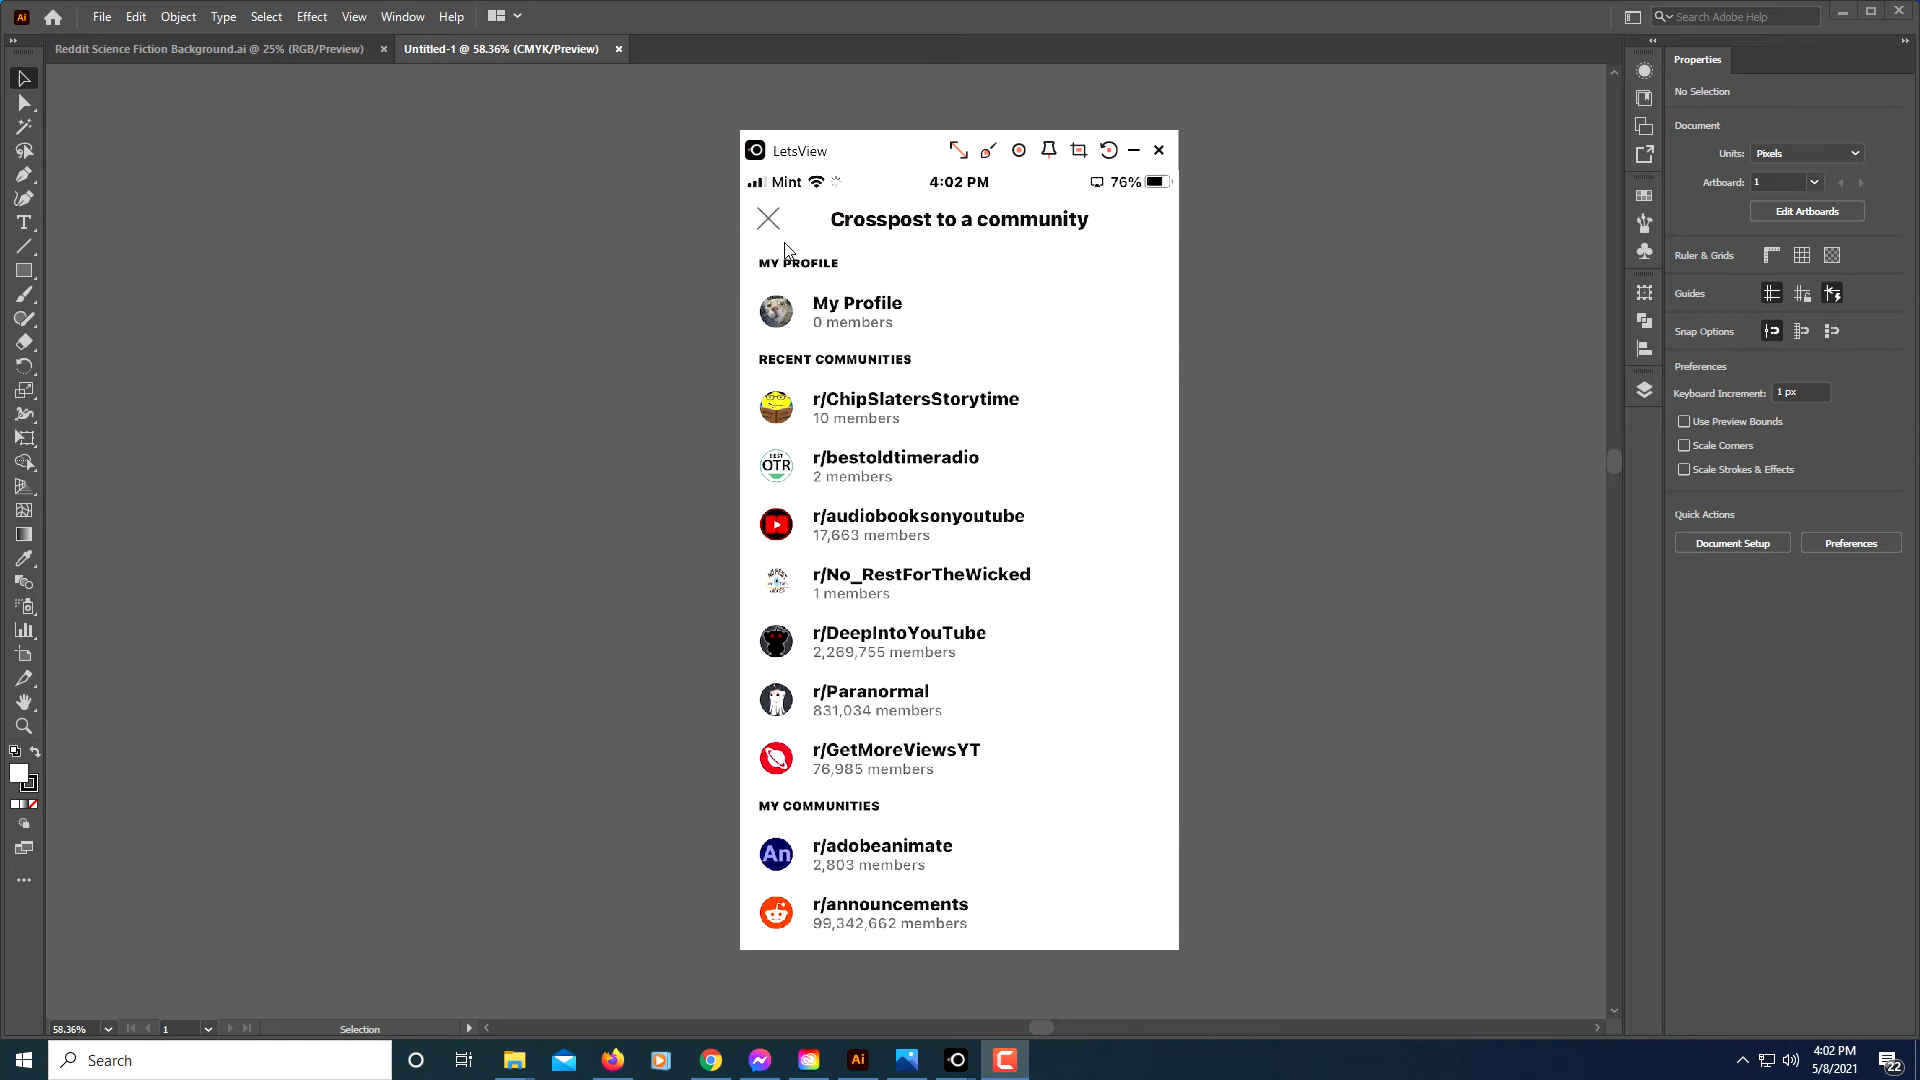 File Edit Object Type Select Effect View Window Help
Search Adobe Help
Reddit Science Fiction Background.ai @ 25% (RGB/Preview)
Untitled-1 @ 58.36% (CMYK/Preview)
LetsView
Mint 4:02 PM 76%
Crosspost to a community
MY PROFILE
My Profile
0 members
RECENT COMMUNITIES
r/ChipSlatersStorytime
10 members
BEST
OTR
r/bestoldtimeradio
2 members
r/audiobooksonyoutube
17,663 members
r/No_RestForTheWicked
1 members
r/DeepIntoYouTube
2,269,755 members
r/Paranormal
831,034 members
r/GetMoreViewsYT
76,985 members
MY COMMUNITIES
An
r/adobeanimate
2,803 members
r/announcements
99,342,662 members
Properties
No Selection
Document
Units: Pixels
Artboard: 1
Edit Artboards
Ruler & Grids
Guides
Snap Options
Preferences
Keyboard Increment: 1 px
Use Preview Bounds
Scale Corners
Scale Strokes & Effects
Quick Actions
Document Setup
Preferences
58.36% 1 Selection
Search
Ai
4:02 PM
5/8/2021
22